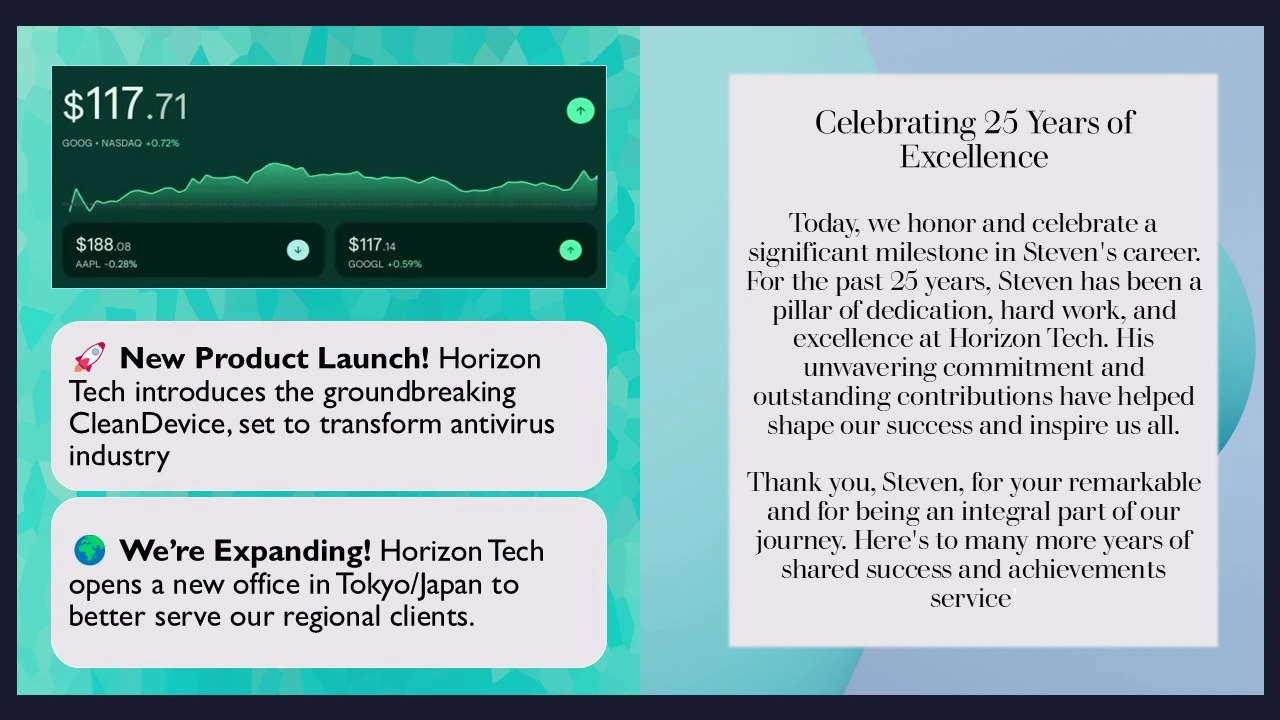 $117.71
GOOG • NASDAQ +0.72%
$188.08
AAPL -0.28%
$117.14
GOOGL +0.59%
🚀 New Product Launch! Horizon
Tech introduces the groundbreaking
CleanDevice, set to transform antivirus
industry
🌍 We’re Expanding! Horizon Tech
opens a new office in Tokyo/Japan to
better serve our regional clients.
Celebrating 25 Years of
Excellence
Today, we honor and celebrate a
significant milestone in Steven's career.
For the past 25 years, Steven has been a
pillar of dedication, hard work, and
excellence at Horizon Tech. His
unwavering commitment and
outstanding contributions have helped
shape our success and inspire us all.
Thank you, Steven, for your remarkable
and for being an integral part of our
journey. Here's to many more years of
shared success and achievements
service!